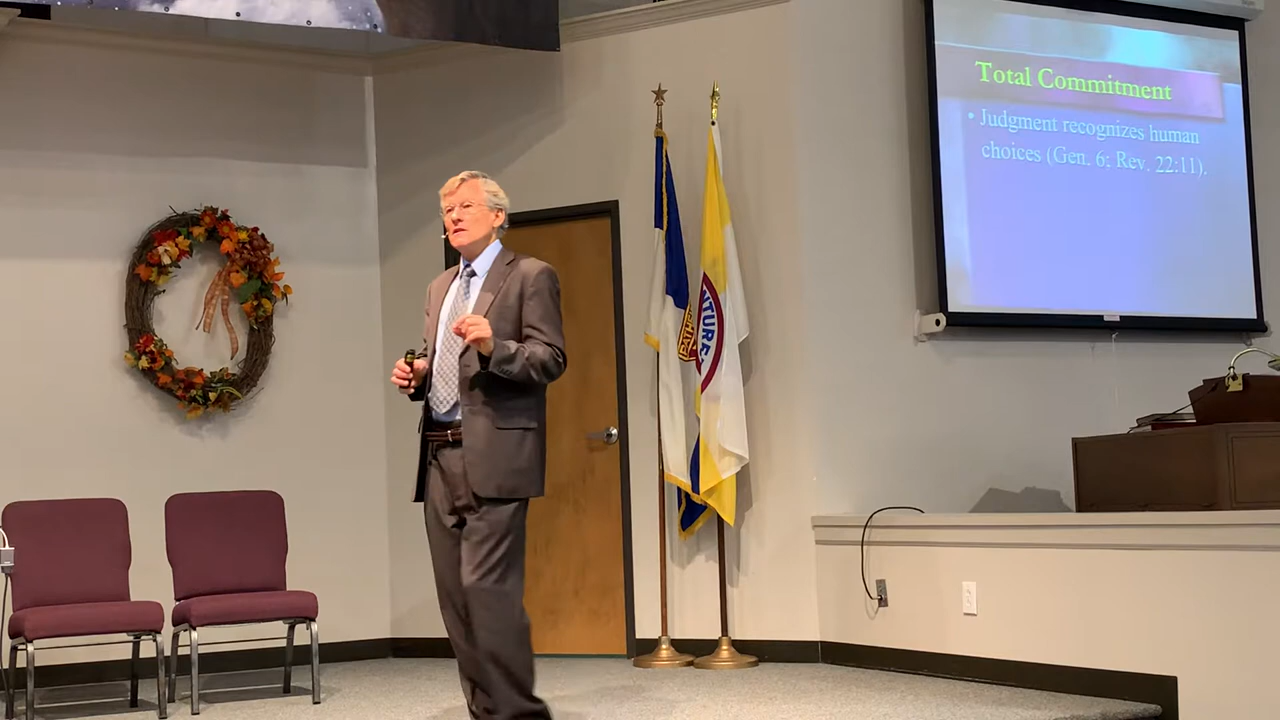 Total Commitment
• Judgment recognizes human
choices (Gen. 6; Rev. 22:11).